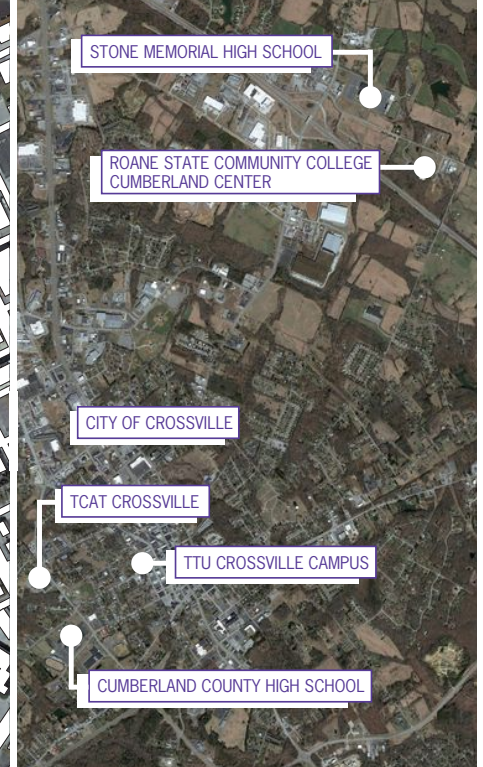 STONE MEMORIAL HIGH SCHOOL
ROANE STATE COMMUNITY COLLEGE
CUMBERLAND CENTER
CITY OF CROSSVILLE
TCAT CROSSVILLE
TTU CROSSVILLE CAMPUS
CUMBERLAND COUNTY HIGH SCHOOL